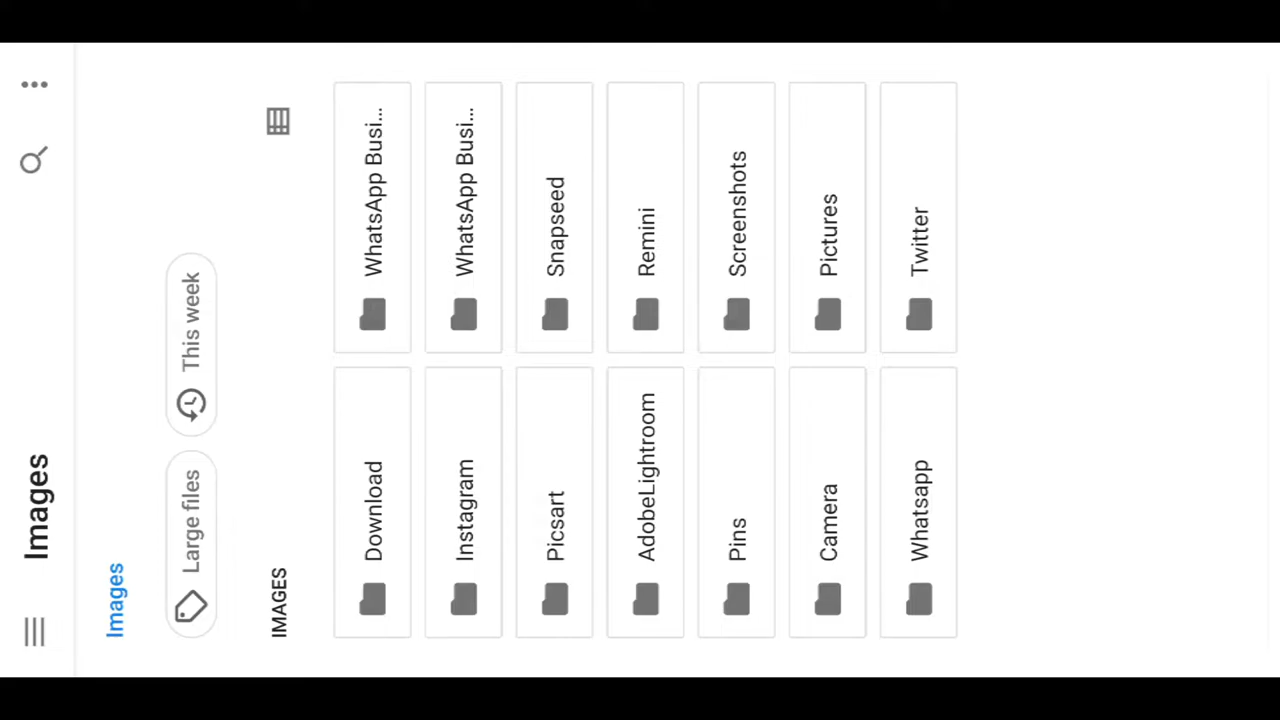 Images
Images
Large files
This week
IMAGES
Download
WhatsApp Busi...
Instagram
WhatsApp Busi...
Picsart
Snapseed
AdobeLightroom
Remini
Pins
Screenshots
Camera
Pictures
Whatsapp
Twitter